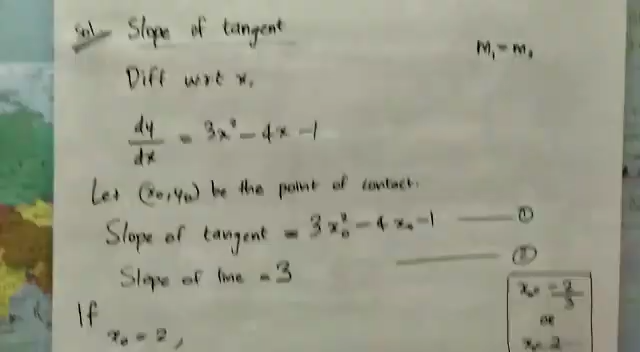 Sol Slope of tangent
M₁ = m₂
Diff wrt x,
dy/dx = 3x² - 4x - 1
Let (x₀, y₀) be the point of contact.
Slope of tangent = 3x₀² - 4x₀ - 1 ——— ①
Slope of line = 3 ——— ②
If
x₀ = 2,
x₀ = 2/3
or
x₀ = 2